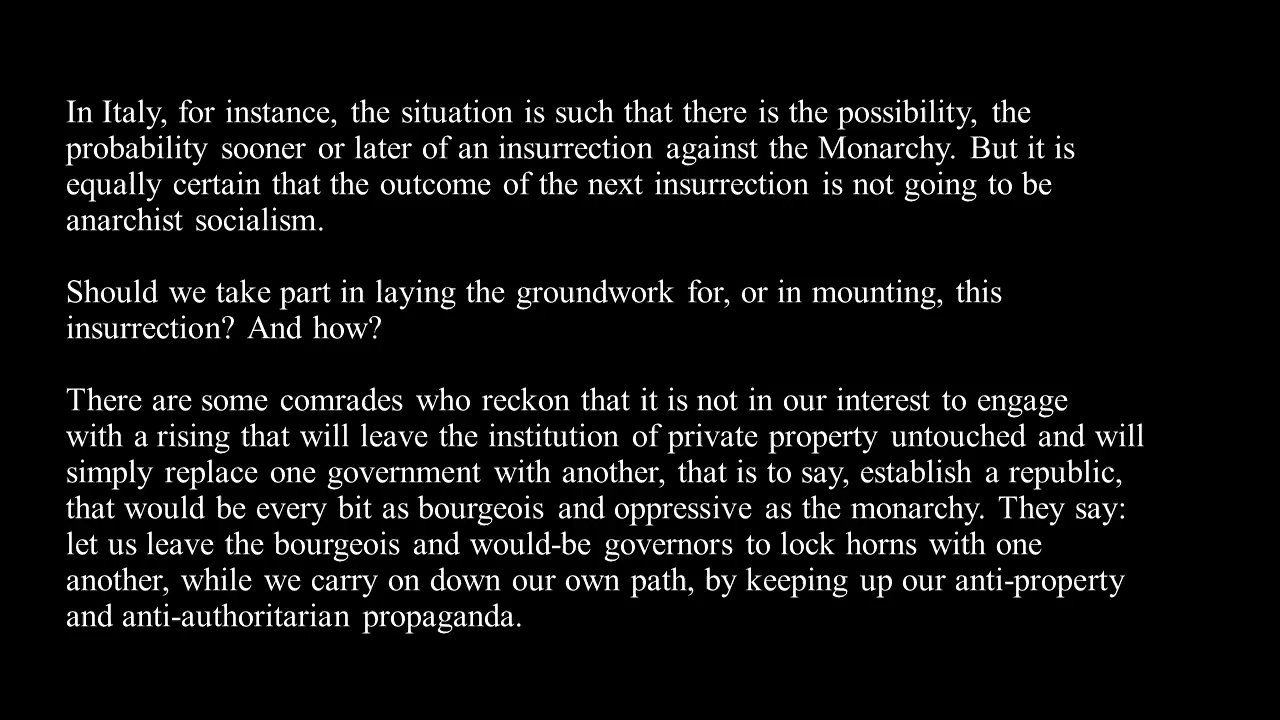 In Italy, for instance, the situation is such that there is the possibility, the
probability sooner or later of an insurrection against the Monarchy. But it is
equally certain that the outcome of the next insurrection is not going to be
anarchist socialism.
Should we take part in laying the groundwork for, or in mounting, this
insurrection? And how?
There are some comrades who reckon that it is not in our interest to engage
with a rising that will leave the institution of private property untouched and will
simply replace one government with another, that is to say, establish a republic,
that would be every bit as bourgeois and oppressive as the monarchy. They say:
let us leave the bourgeois and would-be governors to lock horns with one
another, while we carry on down our own path, by keeping up our anti-property
and anti-authoritarian propaganda.